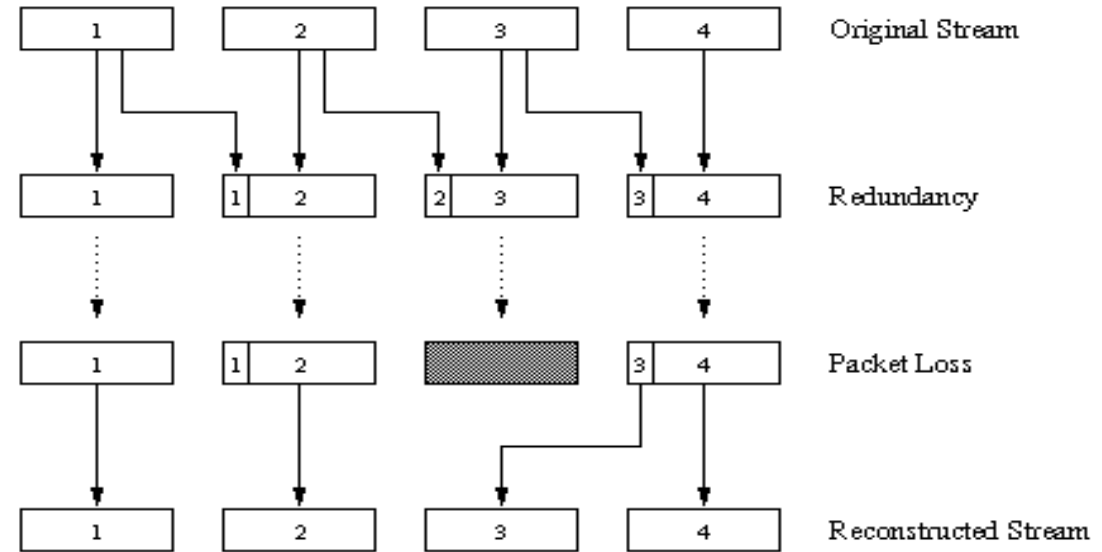 1 2 3 4 Original Stream
1 1 2 2 3 3 4 Redundancy
1 1 2 3 4 Packet Loss
1 2 3 4 Reconstructed Stream